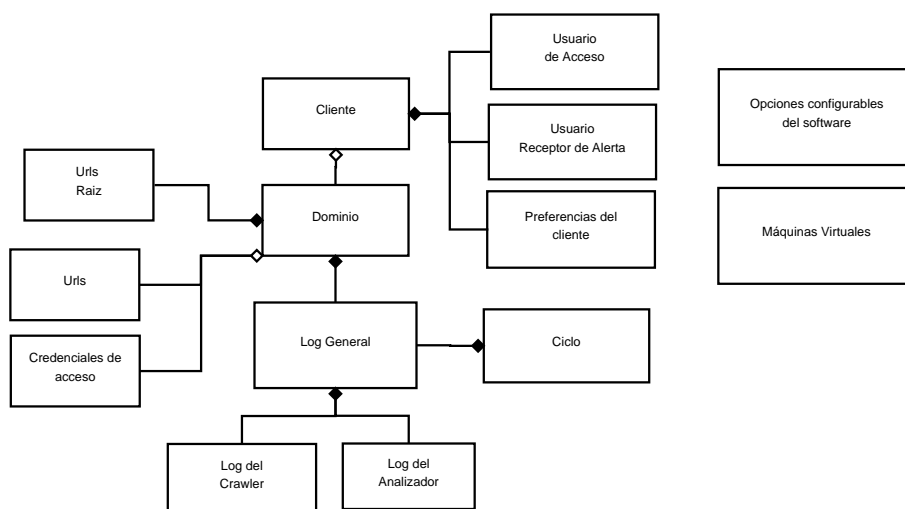 Usuario
de Acceso
Cliente
Opciones configurables
del software
Usuario
Receptor de Alerta
Urls
Raiz
Dominio
Preferencias del
cliente
Máquinas Virtuales
Urls
Log General
Ciclo
Credenciales de
acceso
Log del
Crawler
Log del
Analizador